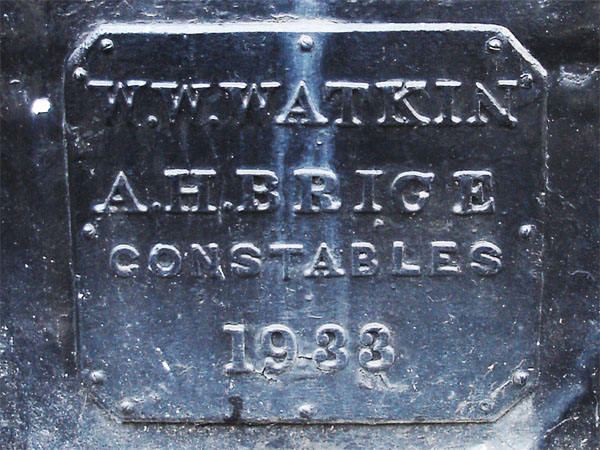 W.W.WATKIN
A.H.BRICE
CONSTABLES
1933